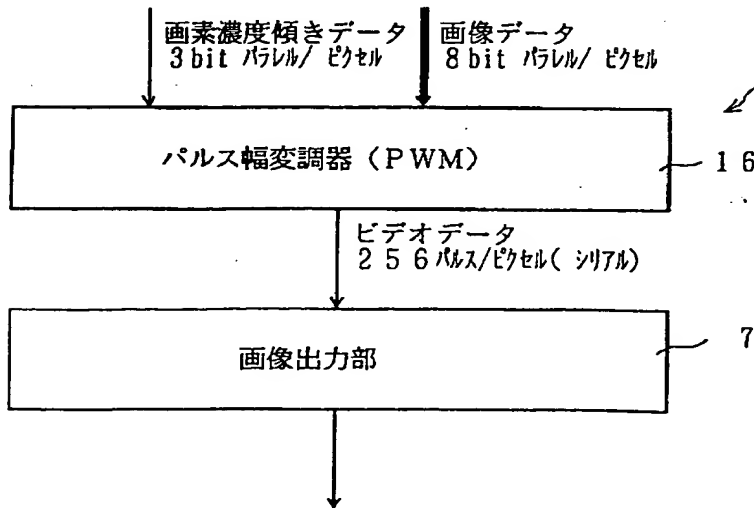 画素濃度傾きデータ
3bit パラレル/ ピクセル
画像データ
8bit パラレル/ ピクセル
パルス幅変調器(PWM)
16
ビデオデータ
256パルス/ピクセル( シリアル)
画像出力部
7